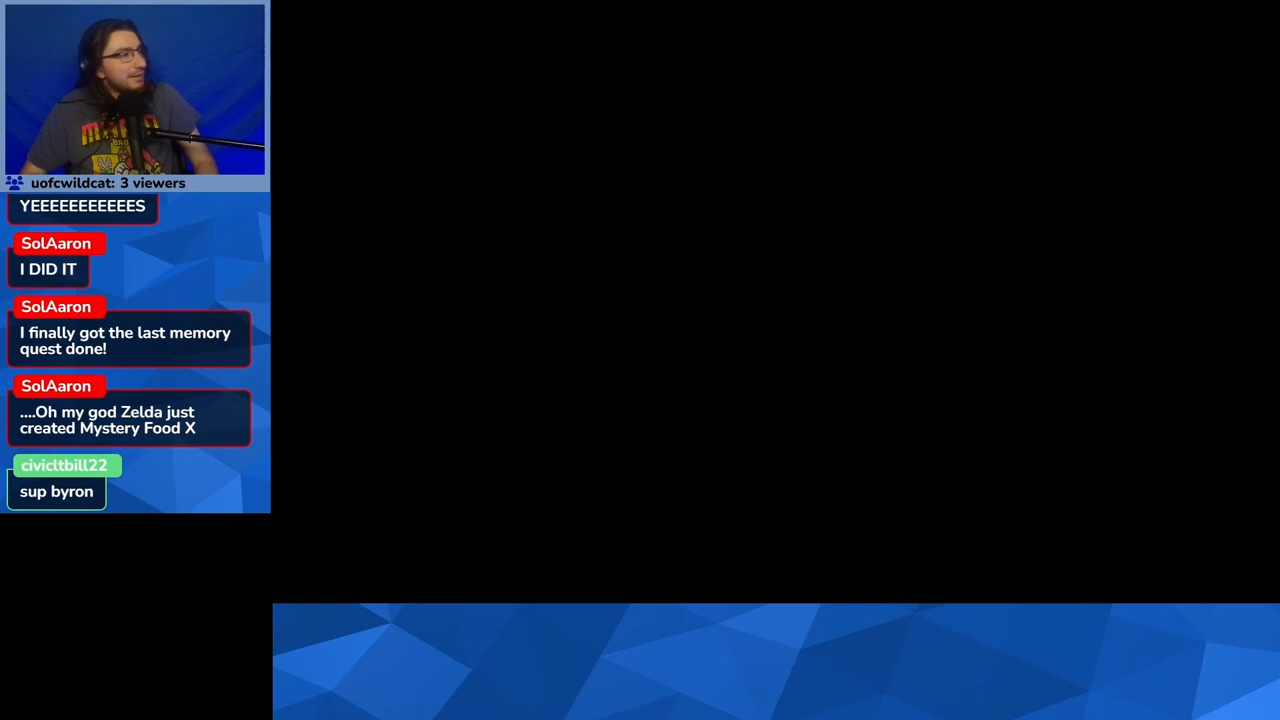 uofcwildcat: 3 viewers
YEEEEEEEEEEES
SolAaron
I DID IT
SolAaron
I finally got the last memory
quest done!
SolAaron
....Oh my god Zelda just
created Mystery Food X
civicltbill22
sup byron